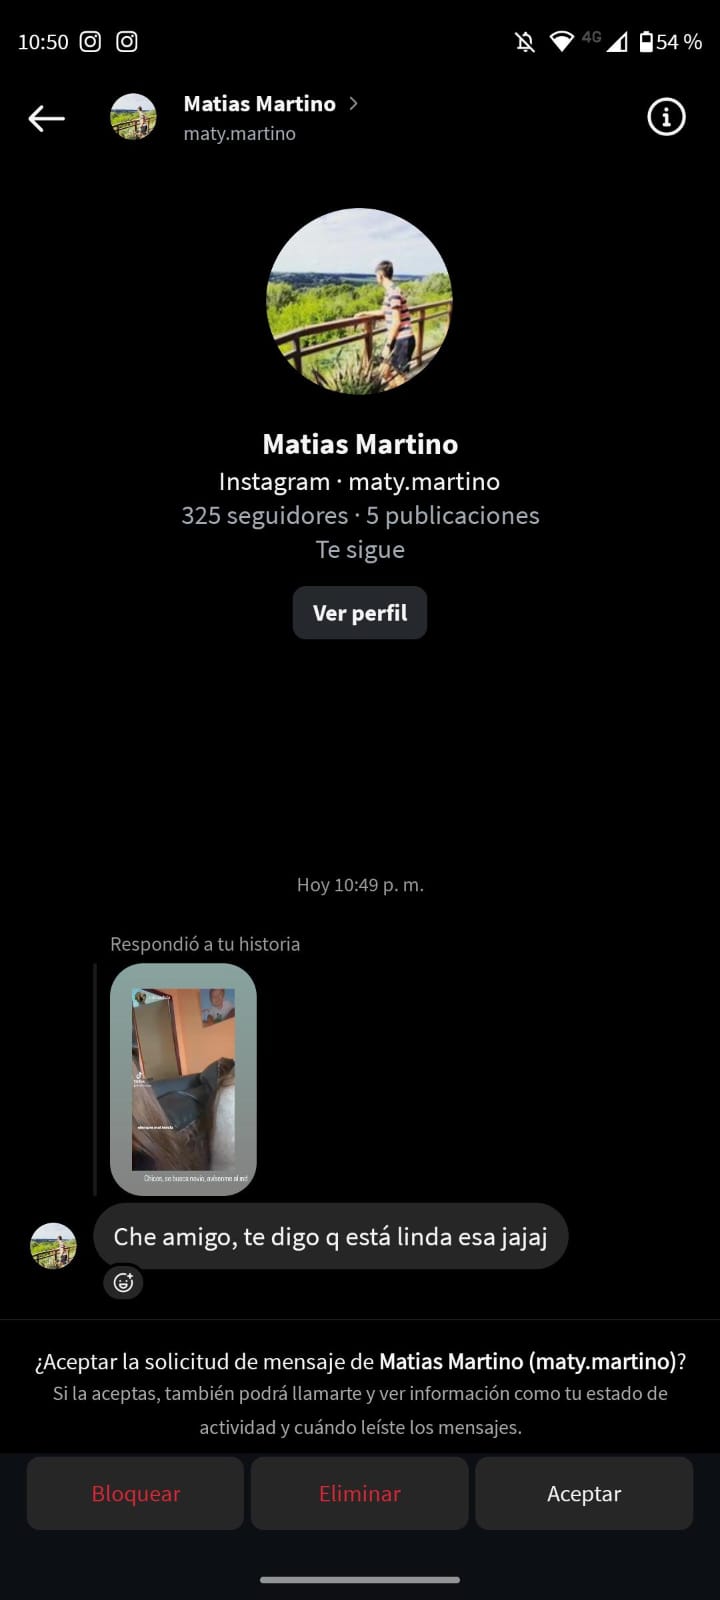 10:50 4G 54 %
Matias Martino
maty.martino
Matias Martino
Instagram · maty.martino
325 seguidores · 5 publicaciones
Te sigue
Ver perfil
Hoy 10:49 p. m.
Respondió a tu historia
Chicos, se busca novio, avísenme al md
Che amigo, te digo q está linda esa jajaj
¿Aceptar la solicitud de mensaje de Matias Martino (maty.martino)?
Si la aceptas, también podrá llamarte y ver información como tu estado de
actividad y cuándo leíste los mensajes.
Bloquear Eliminar Aceptar